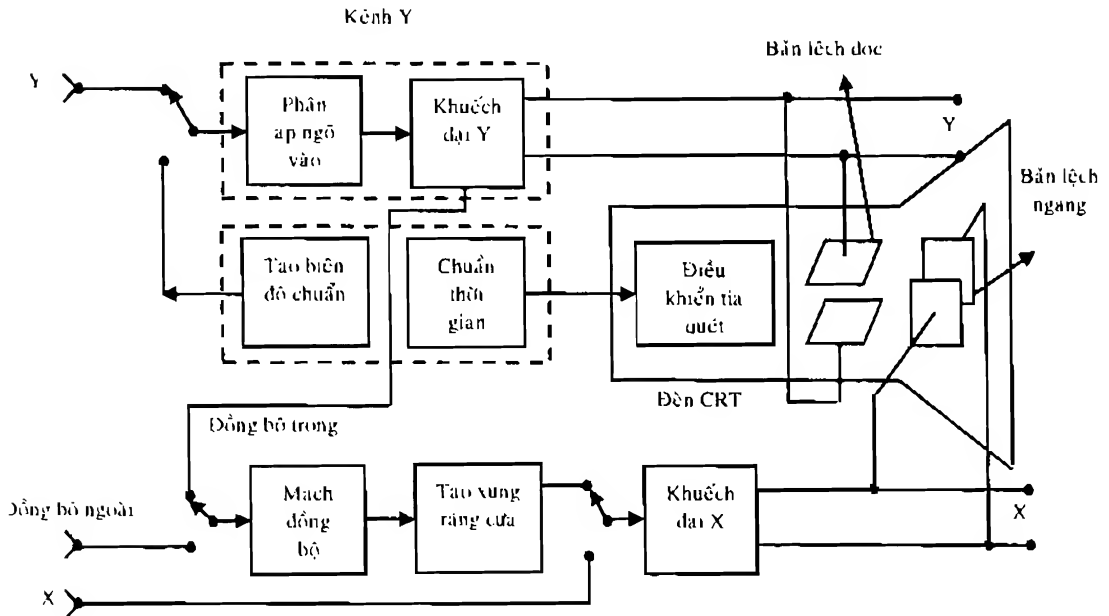 Kênh Y
Bản lệch dọc
Y
Phân
áp ngõ
vào
Khuếch
đại Y
Y
Bản lệch
ngang
Tạo biên
độ chuẩn
Chuẩn
thời
gian
Điều
khiển tia
quét
Đèn CRT
Đồng bộ trong
Đồng bộ ngoài
Mạch
đồng
bộ
Tạo xung
răng cưa
Khuếch
đại X
X
X